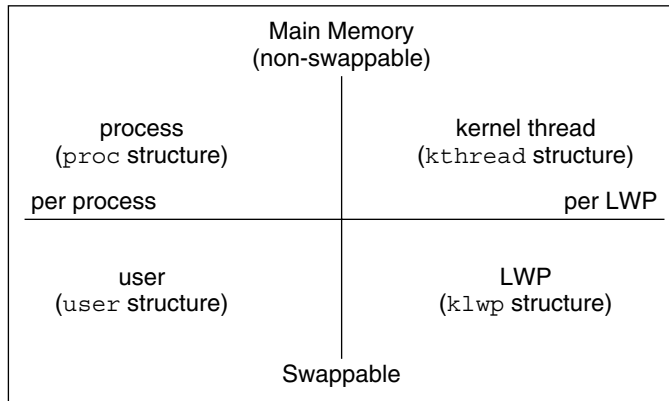 Main Memory
(non-swappable)
process
(proc structure)
kernel thread
(kthread structure)
per process
per LWP
user
(user structure)
LWP
(klwp structure)
Swappable